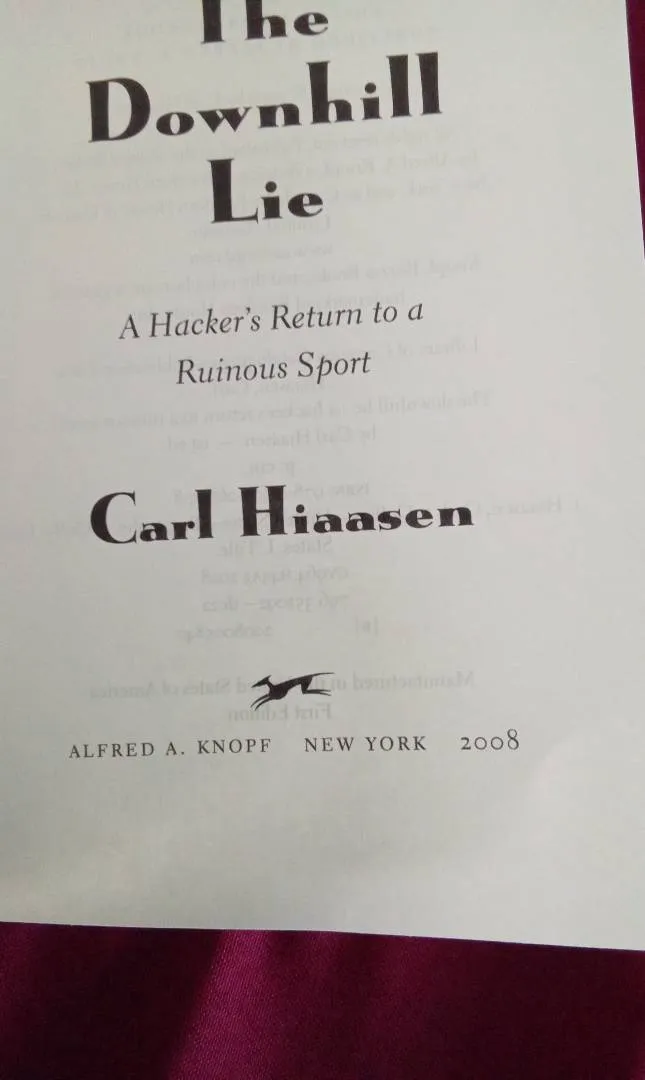 The
Downhill
Lie
A Hacker's Return to a
Ruinous Sport
Carl Hiaasen
ALFRED A. KNOPF NEW YORK 2008